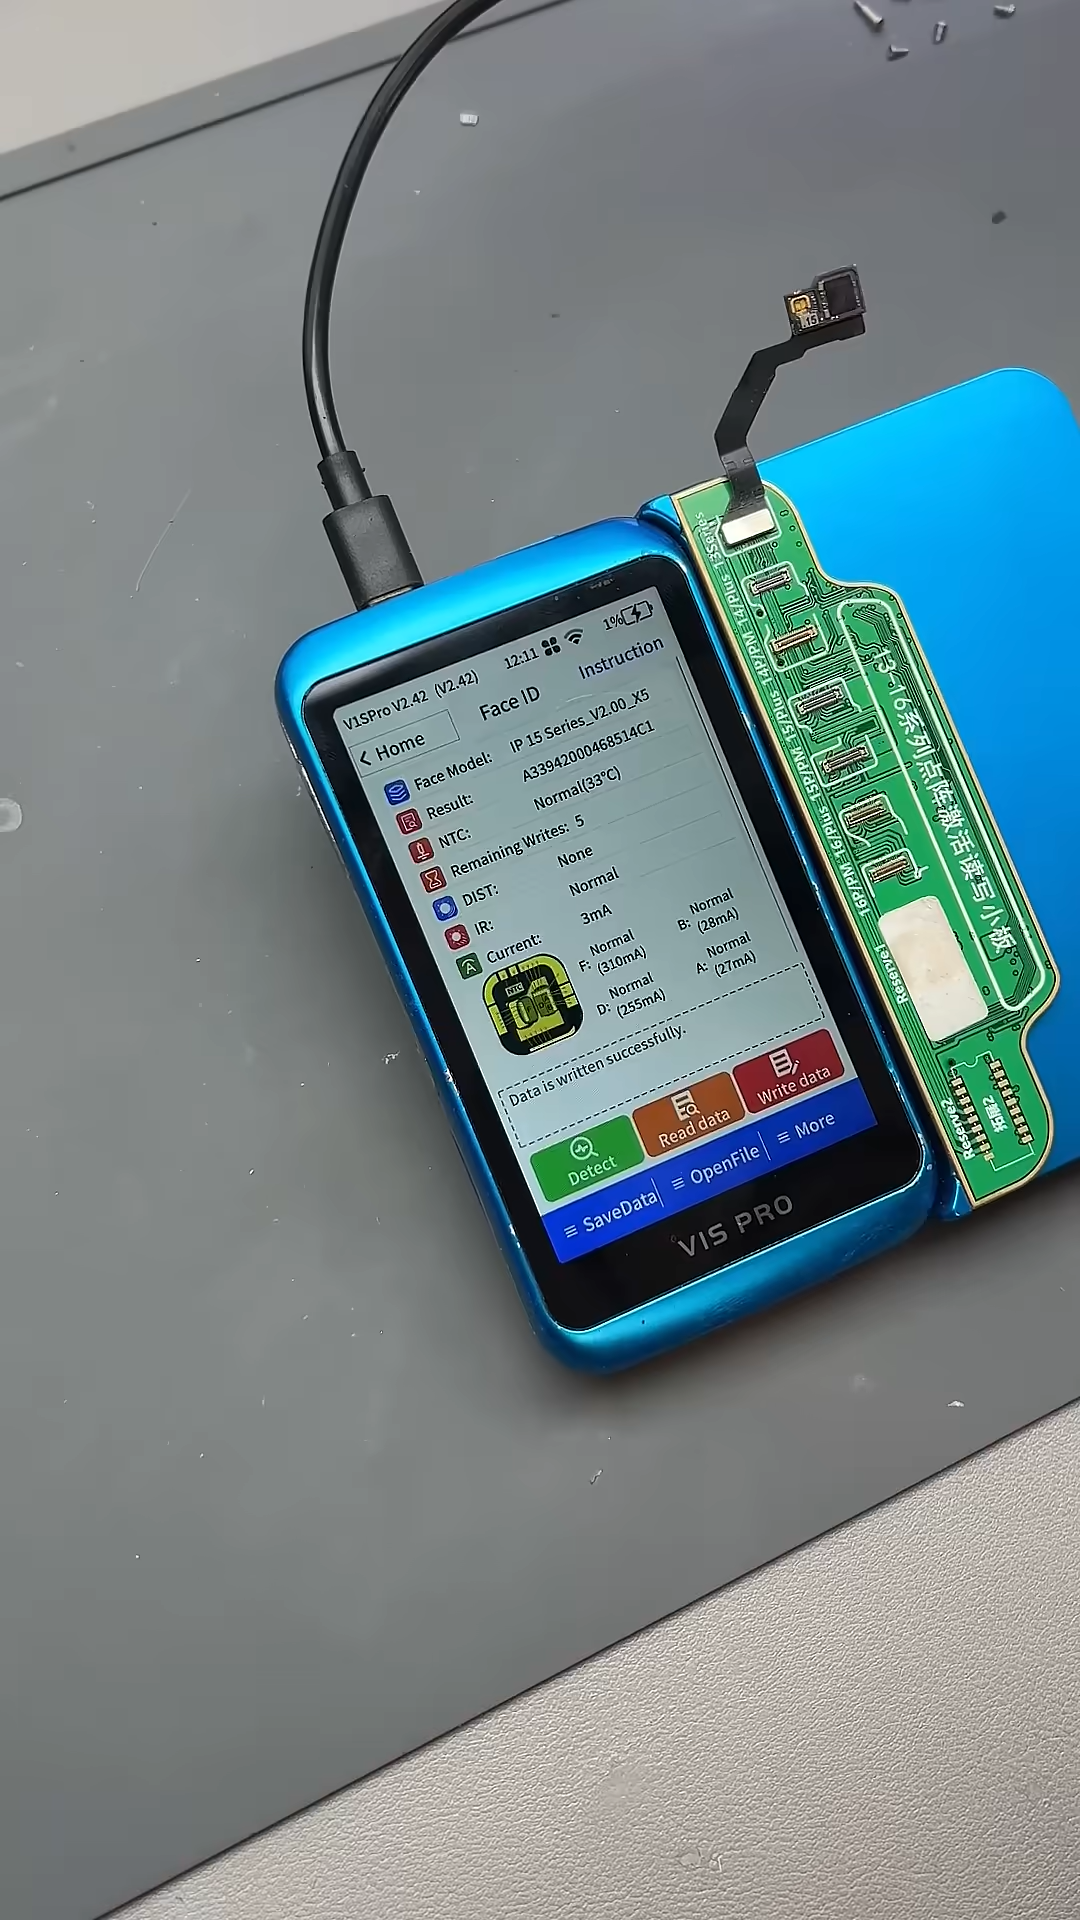 V1SPro V2.42 (V2.42) 12:11 1%
Home
Face ID
Instruction
Face Model: IP 15 Series_V2.00_X5
Result: A33942000468514C1
NTC: Normal(33°C)
Remaining Writes: 5
DIST: None
IR: Normal
Current: 3mA
F: Normal (310mA)
B: Normal (28mA)
D: Normal (255mA)
A: Normal (27mA)
NTC
Data is written successfully.
Detect
Read data
Write data
SaveData
OpenFile
More
VIS PRO
13Series
14/Plus
14P/PM
15/Plus
15P/PM
16/Plus
16P/PM
13-16系列点阵激活读写小板
Reserve1
Reserve2
15